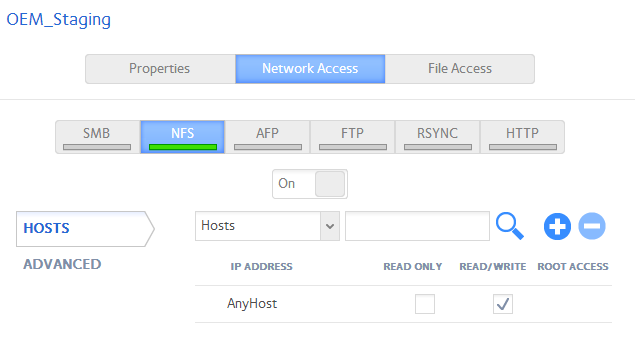 OEM_Staging
Properties Network Access File Access
SMB NFS AFP FTP RSYNC HTTP
On
HOSTS Hosts
ADVANCED
IP ADDRESS READ ONLY READ/WRITE ROOT ACCESS
AnyHost